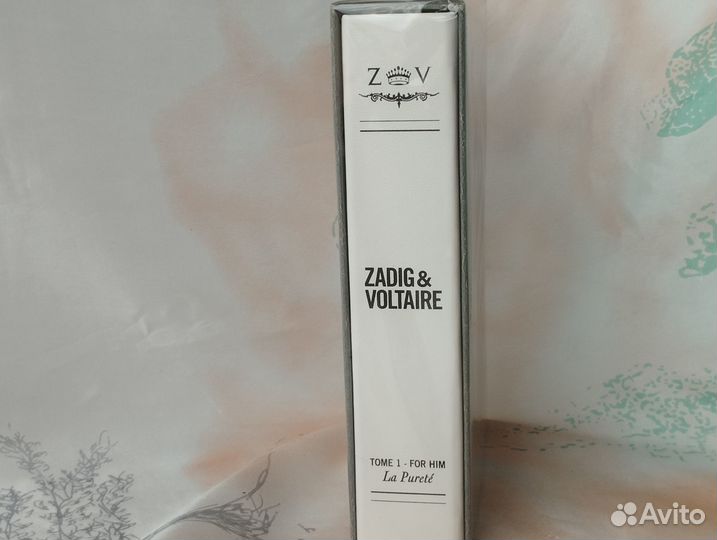 Z V
ZADIG &
VOLTAIRE
TOME 1 - FOR HIM
La Pureté
Avito